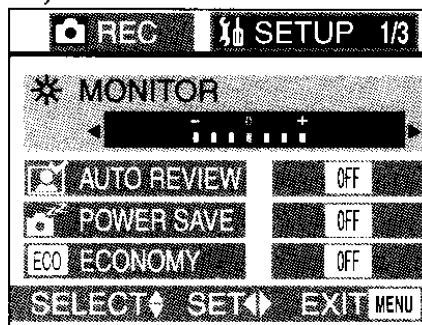 REC SETUP 1/3
MONITOR
- 0 +
AUTO REVIEW OFF
POWER SAVE OFF
ECO ECONOMY OFF
SELECT SET EXIT MENU